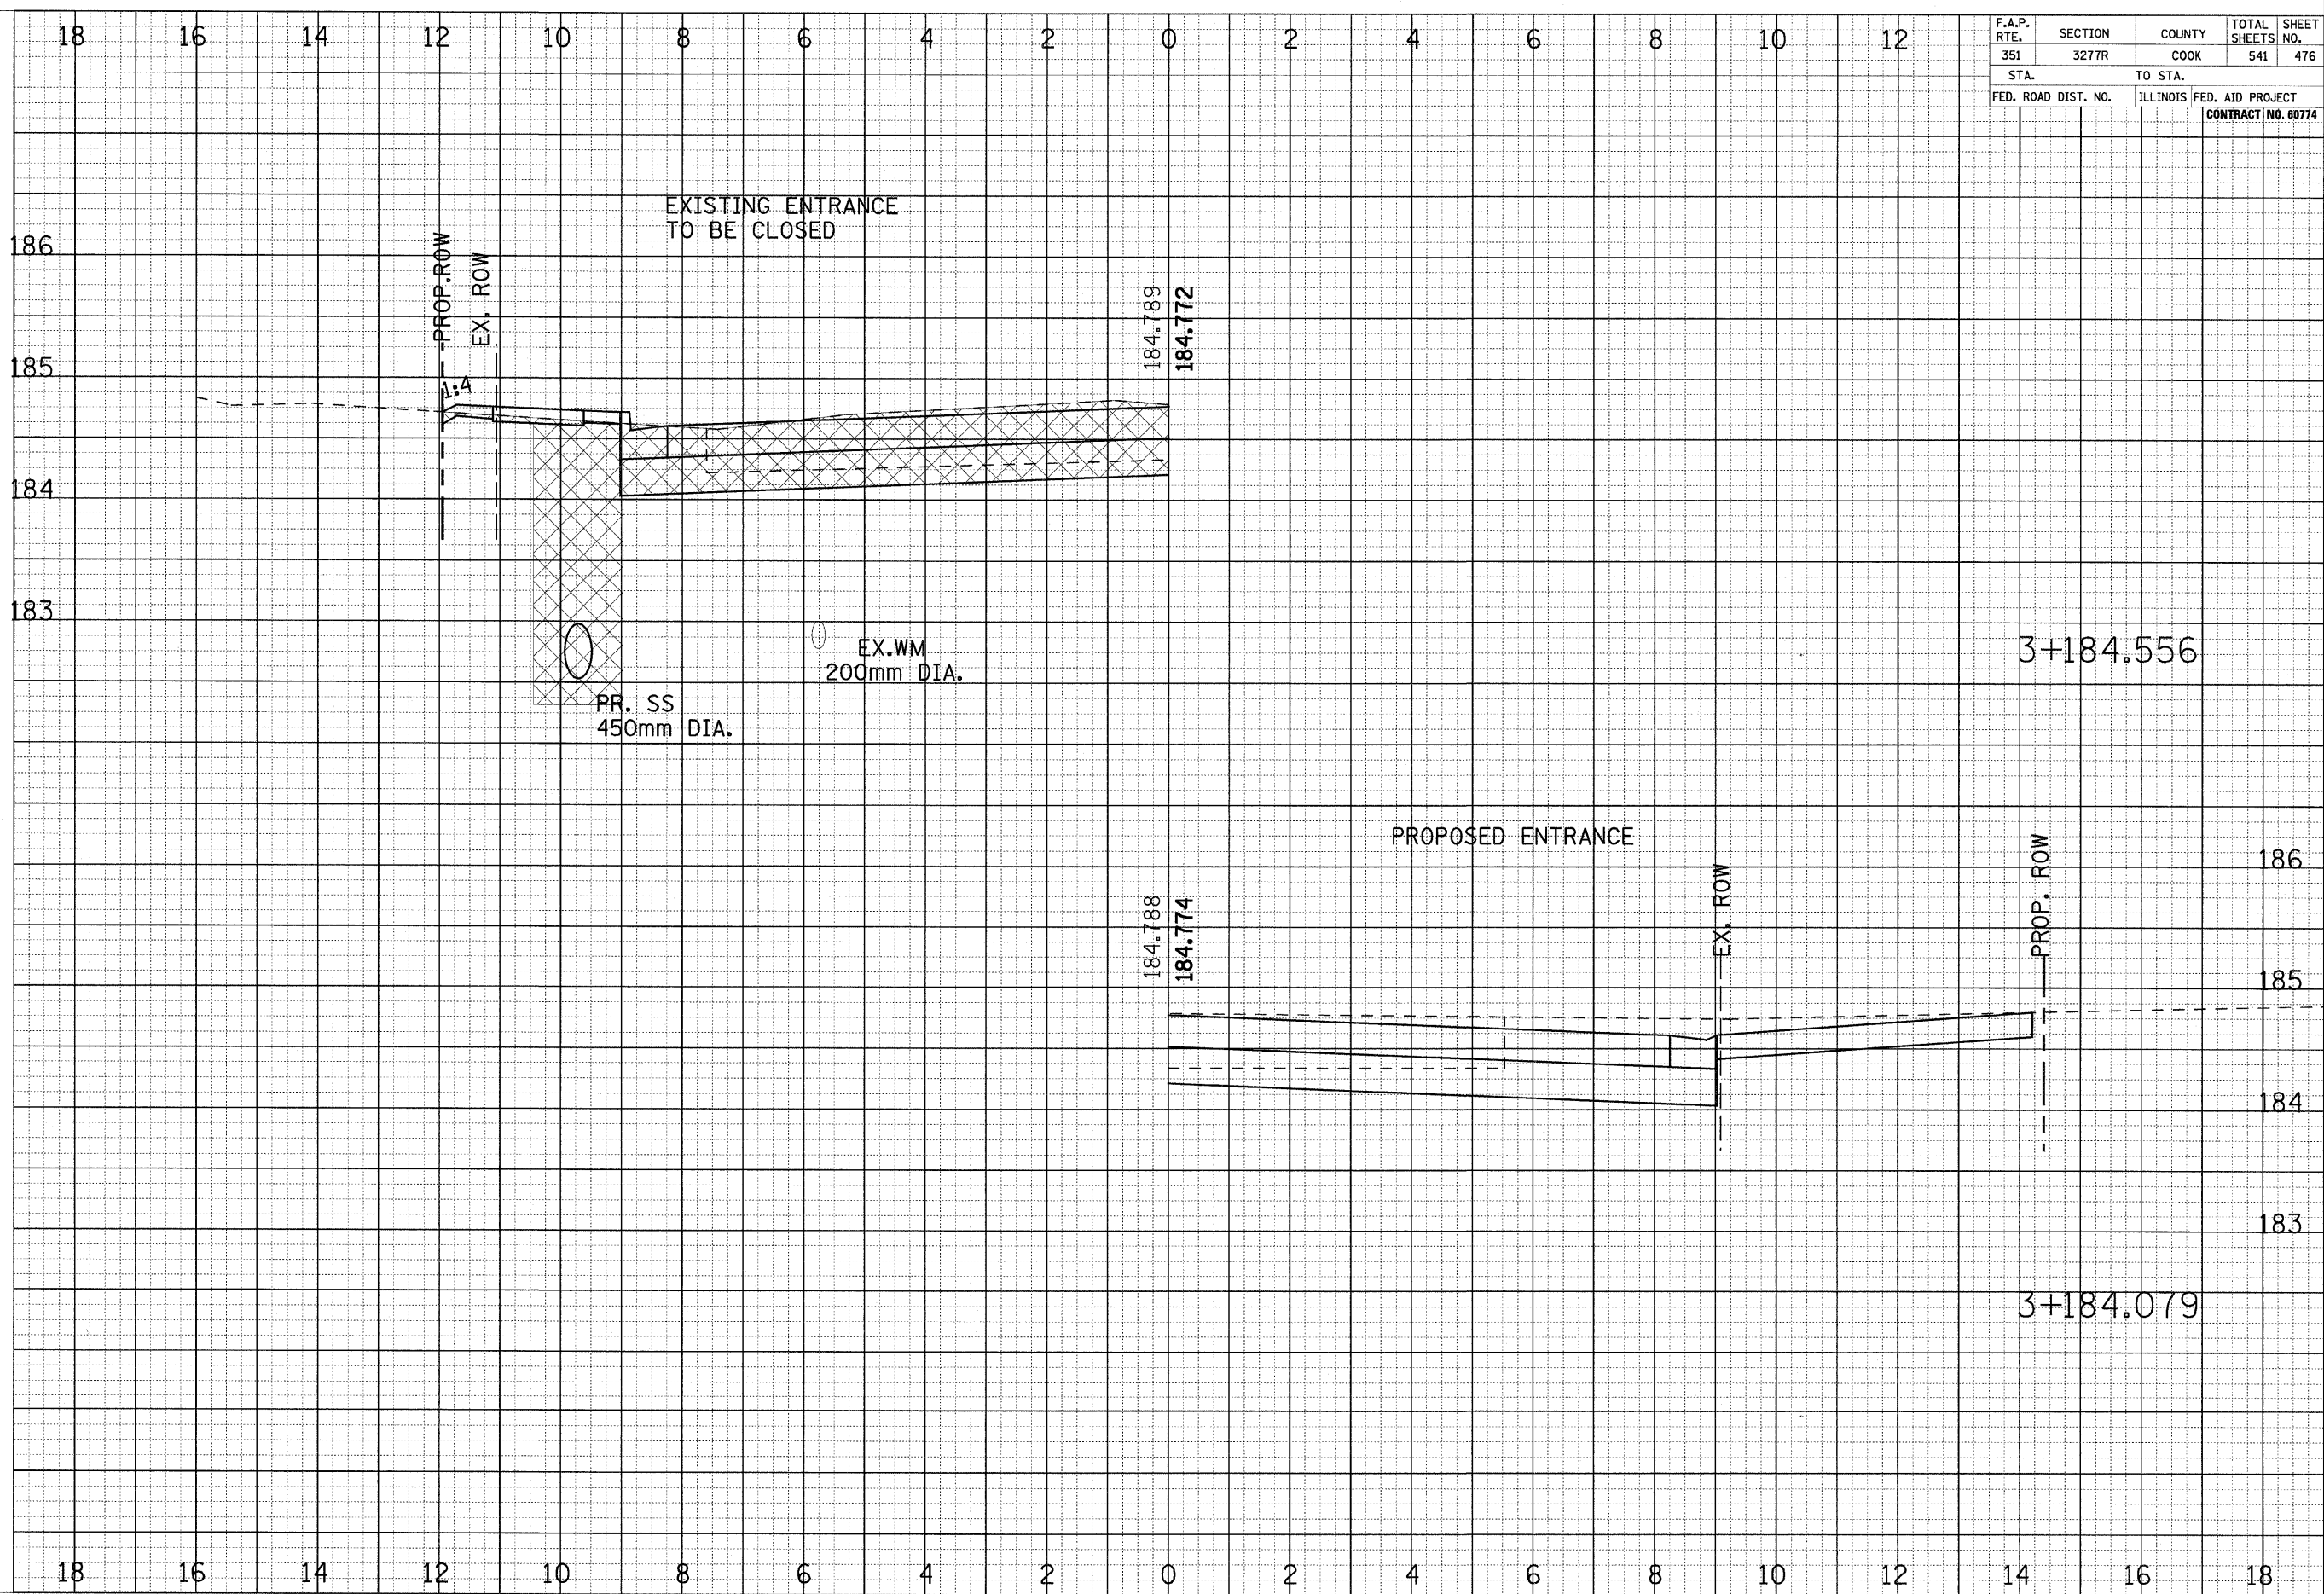 18 16 14 12 10 8 6 4 2 0 2 4 6 8 10 12
F.A.P. RTE. SECTION COUNTY TOTAL SHEETS SHEET NO.
351 3277R COOK 541 476
STA. TO STA.
FED. ROAD DIST. NO. ILLINOIS FED. AID PROJECT
CONTRACT NO. 60774
EXISTING ENTRANCE
TO BE CLOSED
186
PROP.ROW
EX. ROW
184.789
184.772
185
1:4
184
183
EX.WM
200mm DIA.
3+184.556
PR. SS
450mm DIA.
PROPOSED ENTRANCE
186
EX. ROW
PROP. ROW
184.788
184.774
185
184
183
3+184.079
18 16 14 12 10 8 6 4 2 0 2 4 6 8 10 12 14 16 18